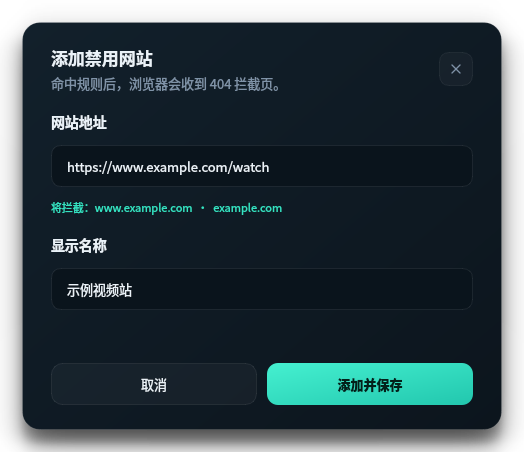 添加禁用网站
命中规则后，浏览器会收到 404 拦截页。
×
网站地址
https://www.example.com/watch
将拦截：www.example.com · example.com
显示名称
示例视频站
取消
添加并保存